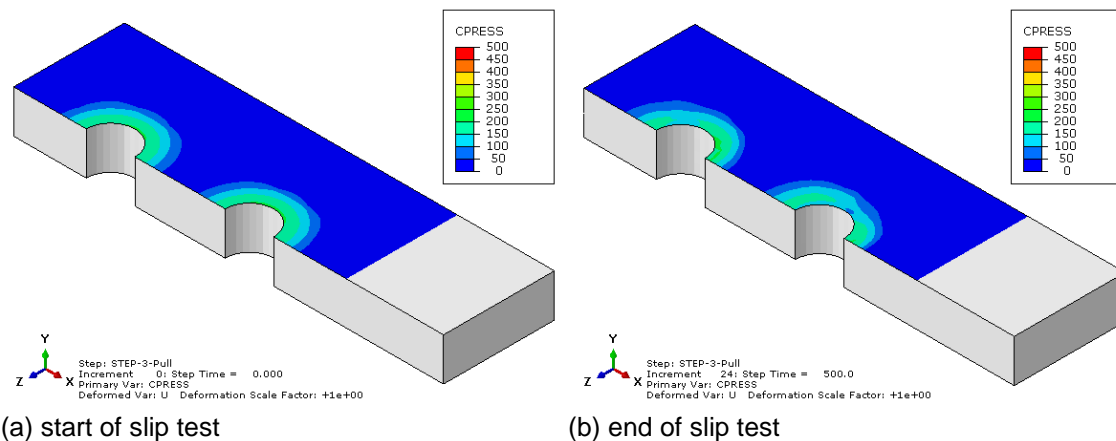 CPRESS
500
450
400
350
300
250
200
150
100
50
0
Y
Z
X
Step: STEP-3-Pull
Increment 0: Step Time = 0.000
Primary Var: CPRESS
Deformed Var: U Deformation Scale Factor: +1e+00
(a) start of slip test
CPRESS
500
450
400
350
300
250
200
150
100
50
0
Y
Z
X
Step: STEP-3-Pull
Increment 24: Step Time = 500.0
Primary Var: CPRESS
Deformed Var: U Deformation Scale Factor: +1e+00
(b) end of slip test